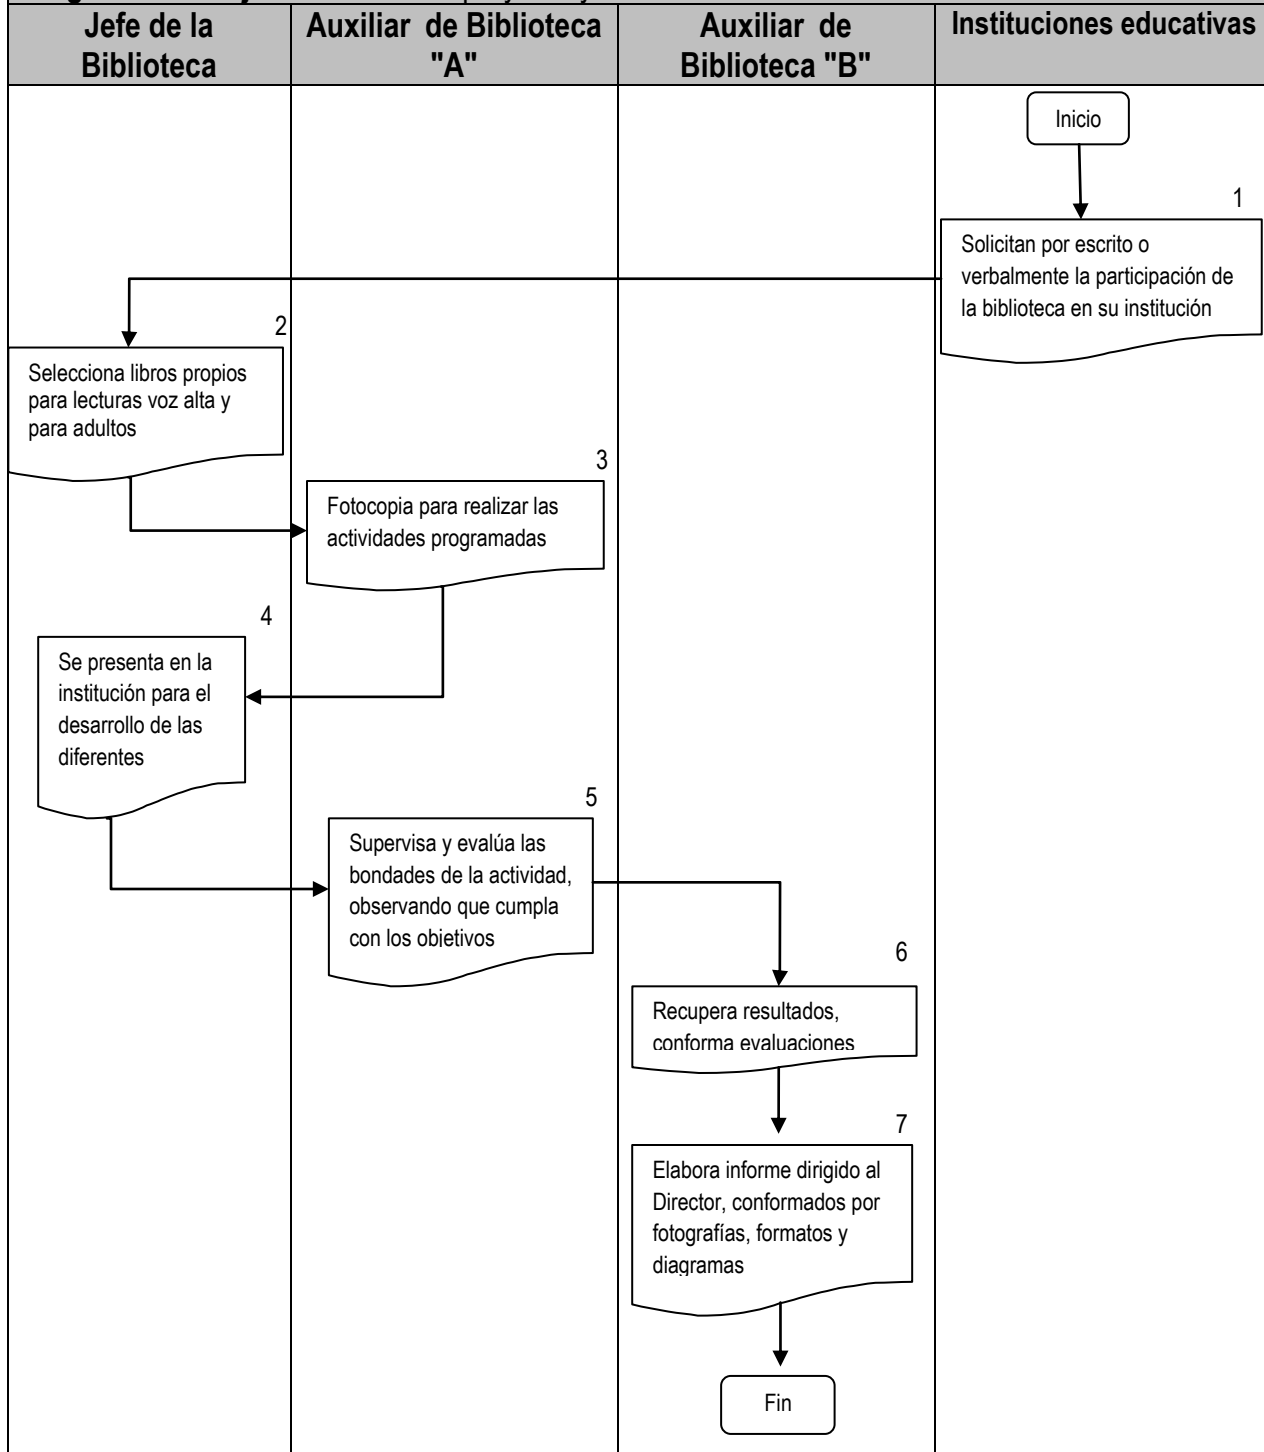 Jefe de la
Biblioteca
Auxiliar de Biblioteca
"A"
Auxiliar de
Biblioteca "B"
Instituciones educativas
Inicio
1
Solicitan por escrito o
verbalmente la participación de
la biblioteca en su institución
2
Selecciona libros propios
para lecturas voz alta y
para adultos
3
Fotocopia para realizar las
actividades programadas
4
Se presenta en la
institución para el
desarrollo de las
diferentes
5
Supervisa y evalúa las
bondades de la actividad,
observando que cumpla
con los objetivos
6
Recupera resultados,
conforma evaluaciones
7
Elabora informe dirigido al
Director, conformados por
fotografías, formatos y
diagramas
Fin